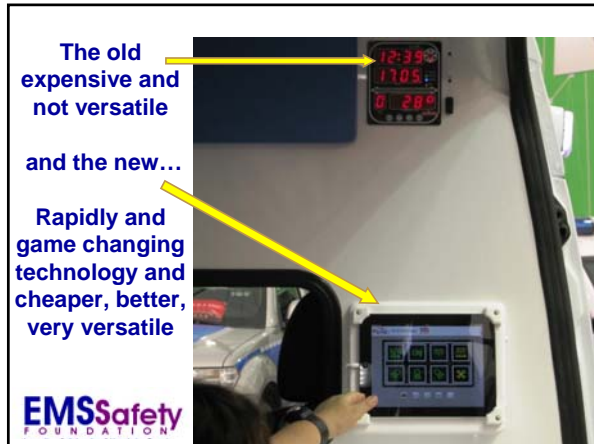 The old
expensive and
not versatile
and the new…
Rapidly and
game changing
technology and
cheaper, better,
very versatile
EMSSafety
FOUNDATION
12:39
17.05.
0 28°